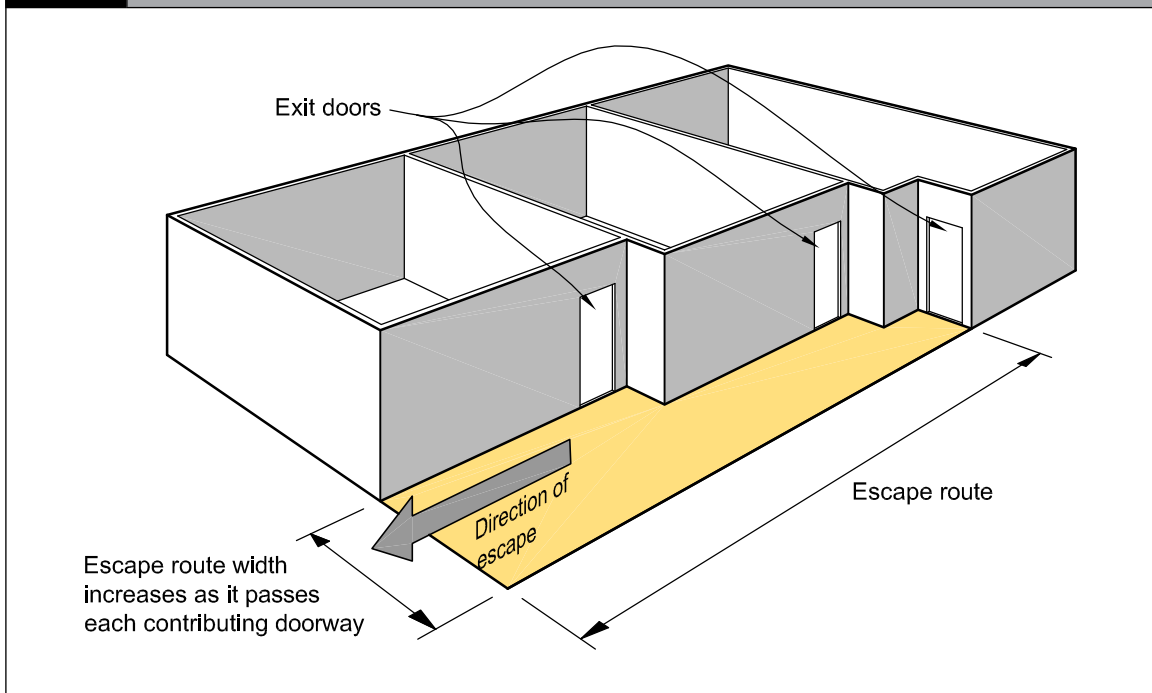 Exit doors
Direction of
escape
Escape route
Escape route width
increases as it passes
each contributing doorway